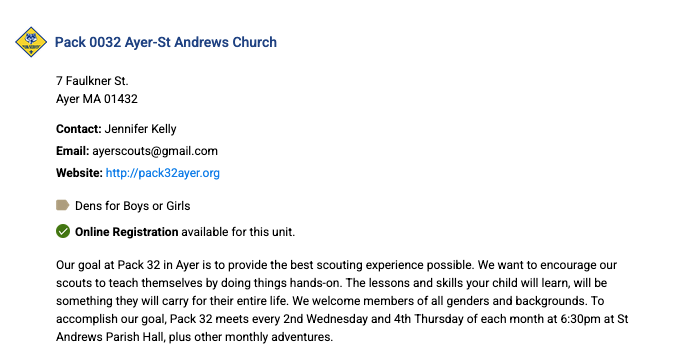 Pack 0032 Ayer-St Andrews Church
7 Faulkner St.
Ayer MA 01432
Contact: Jennifer Kelly
Email: ayerscouts@gmail.com
Website: http://pack32ayer.org
Dens for Boys or Girls
Online Registration available for this unit.
Our goal at Pack 32 in Ayer is to provide the best scouting experience possible. We want to encourage our
scouts to teach themselves by doing things hands-on. The lessons and skills your child will learn, will be
something they will carry for their entire life. We welcome members of all genders and backgrounds. To
accomplish our goal, Pack 32 meets every 2nd Wednesday and 4th Thursday of each month at 6:30pm at St
Andrews Parish Hall, plus other monthly adventures.